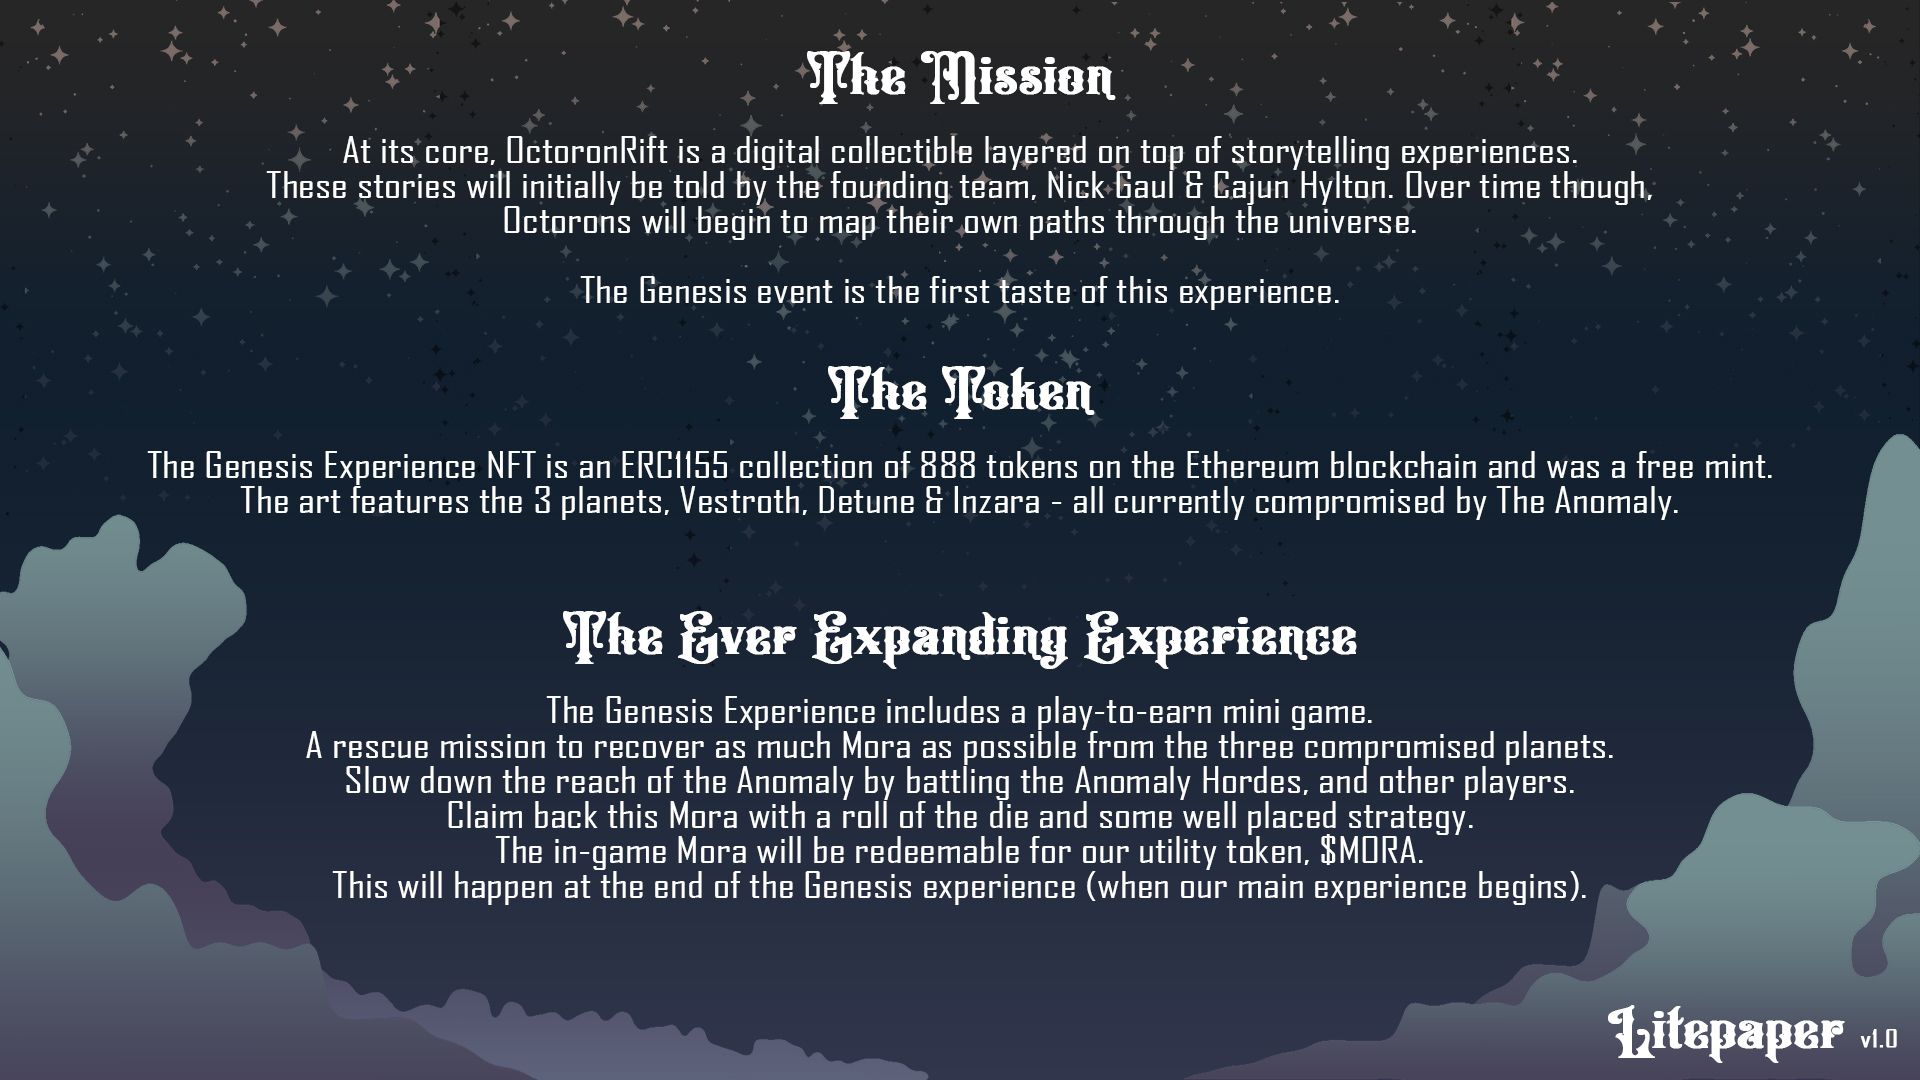 The Mission
At its core, OctoronRift is a digital collectible layered on top of storytelling experiences.
These stories will initially be told by the founding team, Nick Gaul & Cajun Hylton. Over time though,
Octorons will begin to map their own paths through the universe.
The Genesis event is the first taste of this experience.
The Token
The Genesis Experience NFT is an ERC1155 collection of 888 tokens on the Ethereum blockchain and was a free mint.
The art features the 3 planets, Vestroth, Detune & Inzara - all currently compromised by The Anomaly.
The Ever Expanding Experience
The Genesis Experience includes a play-to-earn mini game.
A rescue mission to recover as much Mora as possible from the three compromised planets.
Slow down the reach of the Anomaly by battling the Anomaly Hordes, and other players.
Claim back this Mora with a roll of the die and some well placed strategy.
The in-game Mora will be redeemable for our utility token, $MORA.
This will happen at the end of the Genesis experience (when our main experience begins).
Litepaper v1.0